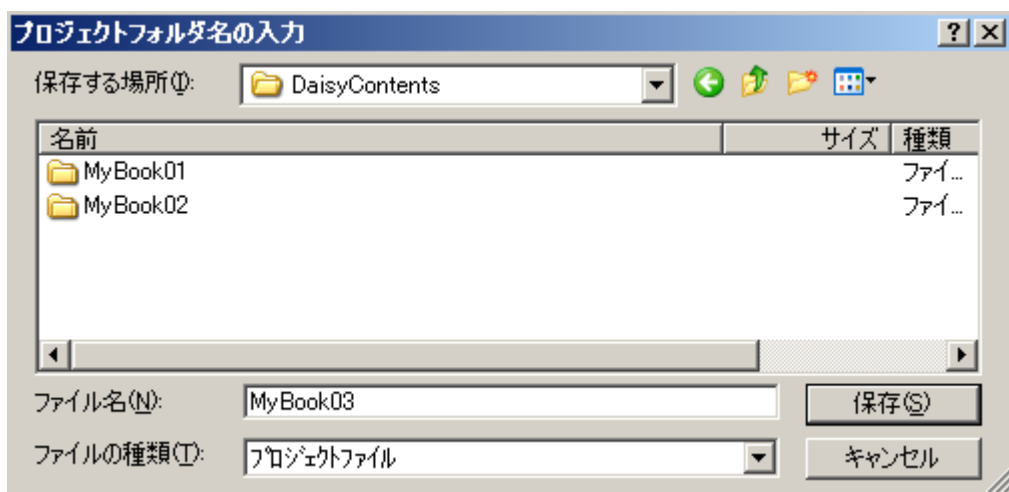 プロジェクトフォルダ名の入力
保存する場所(I): DaisyContents
名前 サイズ 種類
MyBook01 ファイ...
MyBook02 ファイ...
ファイル名(N): MyBook03 保存(S)
ファイルの種類(T): プロジェクトファイル キャンセル